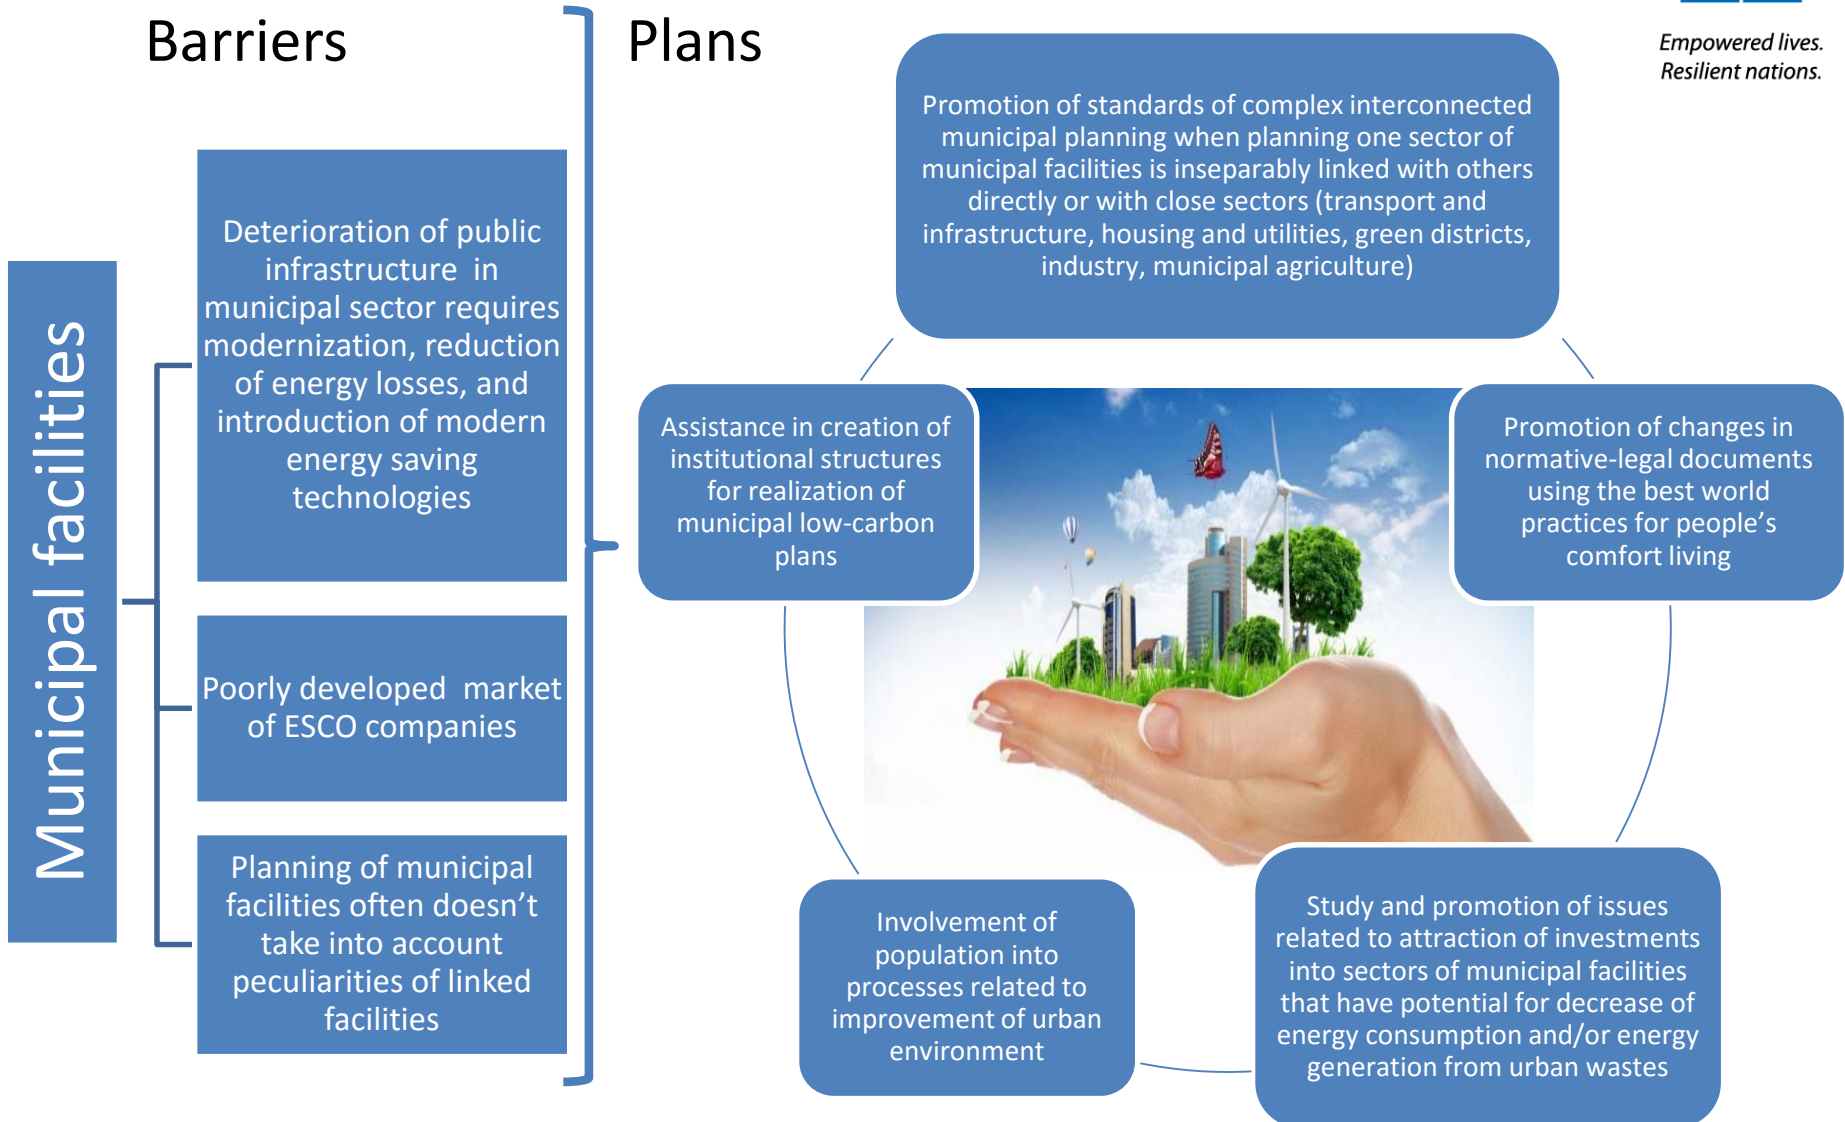 Barriers
Plans
Empowered lives.
Resilient nations.
Municipal facilities
Deterioration of public
infrastructure in
municipal sector requires
modernization, reduction
of energy losses, and
introduction of modern
energy saving
technologies
Poorly developed market
of ESCO companies
Planning of municipal
facilities often doesn't
take into account
peculiarities of linked
facilities
Promotion of standards of complex interconnected
municipal planning when planning one sector of
municipal facilities is inseparably linked with others
directly or with close sectors (transport and
infrastructure, housing and utilities, green districts,
industry, municipal agriculture)
Assistance in creation of
institutional structures
for realization of
municipal low-carbon
plans
Promotion of changes in
normative-legal documents
using the best world
practices for people's
comfort living
Involvement of
population into
processes related to
improvement of urban
environment
Study and promotion of issues
related to attraction of investments
into sectors of municipal facilities
that have potential for decrease of
energy consumption and/or energy
generation from urban wastes